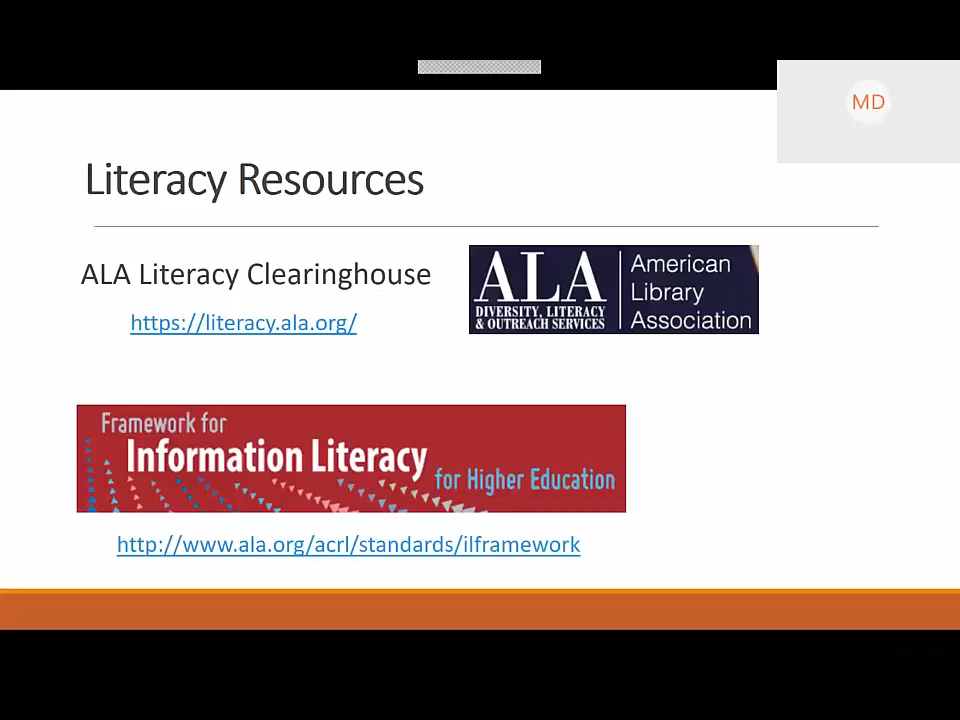 MD
Literacy Resources
ALA Literacy Clearinghouse
https://literacy.ala.org/
ALA
DIVERSITY, LITERACY
& OUTREACH SERVICES
American
Library
Association
Framework for
Information Literacy
for Higher Education
http://www.ala.org/acrl/standards/ilframework